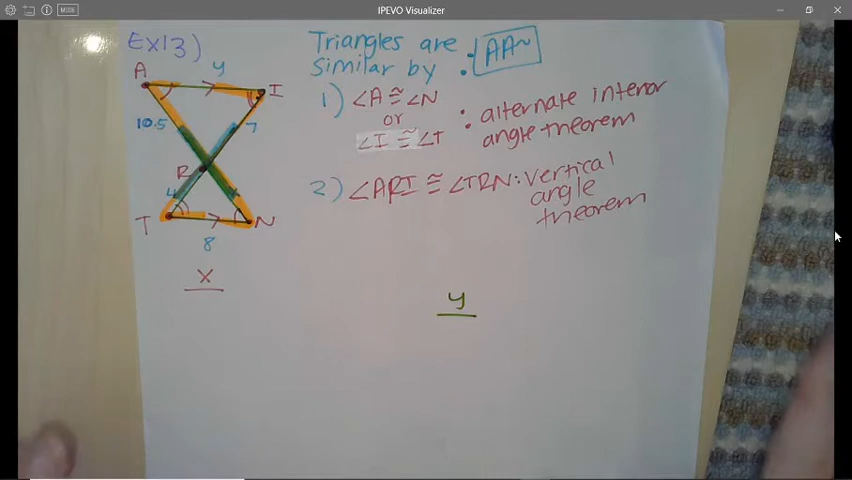 IPEVO Visualizer
Ex13)
Triangles are
similar by : AA~
1) ∠A ≅ ∠N
or
∠I ≅ ∠T
: alternate interior
angle theorem
2) ∠ARI ≅ ∠TRN : vertical
angle
theorem
A
y
I
10.5
7
R
4
T
N
8
x
y